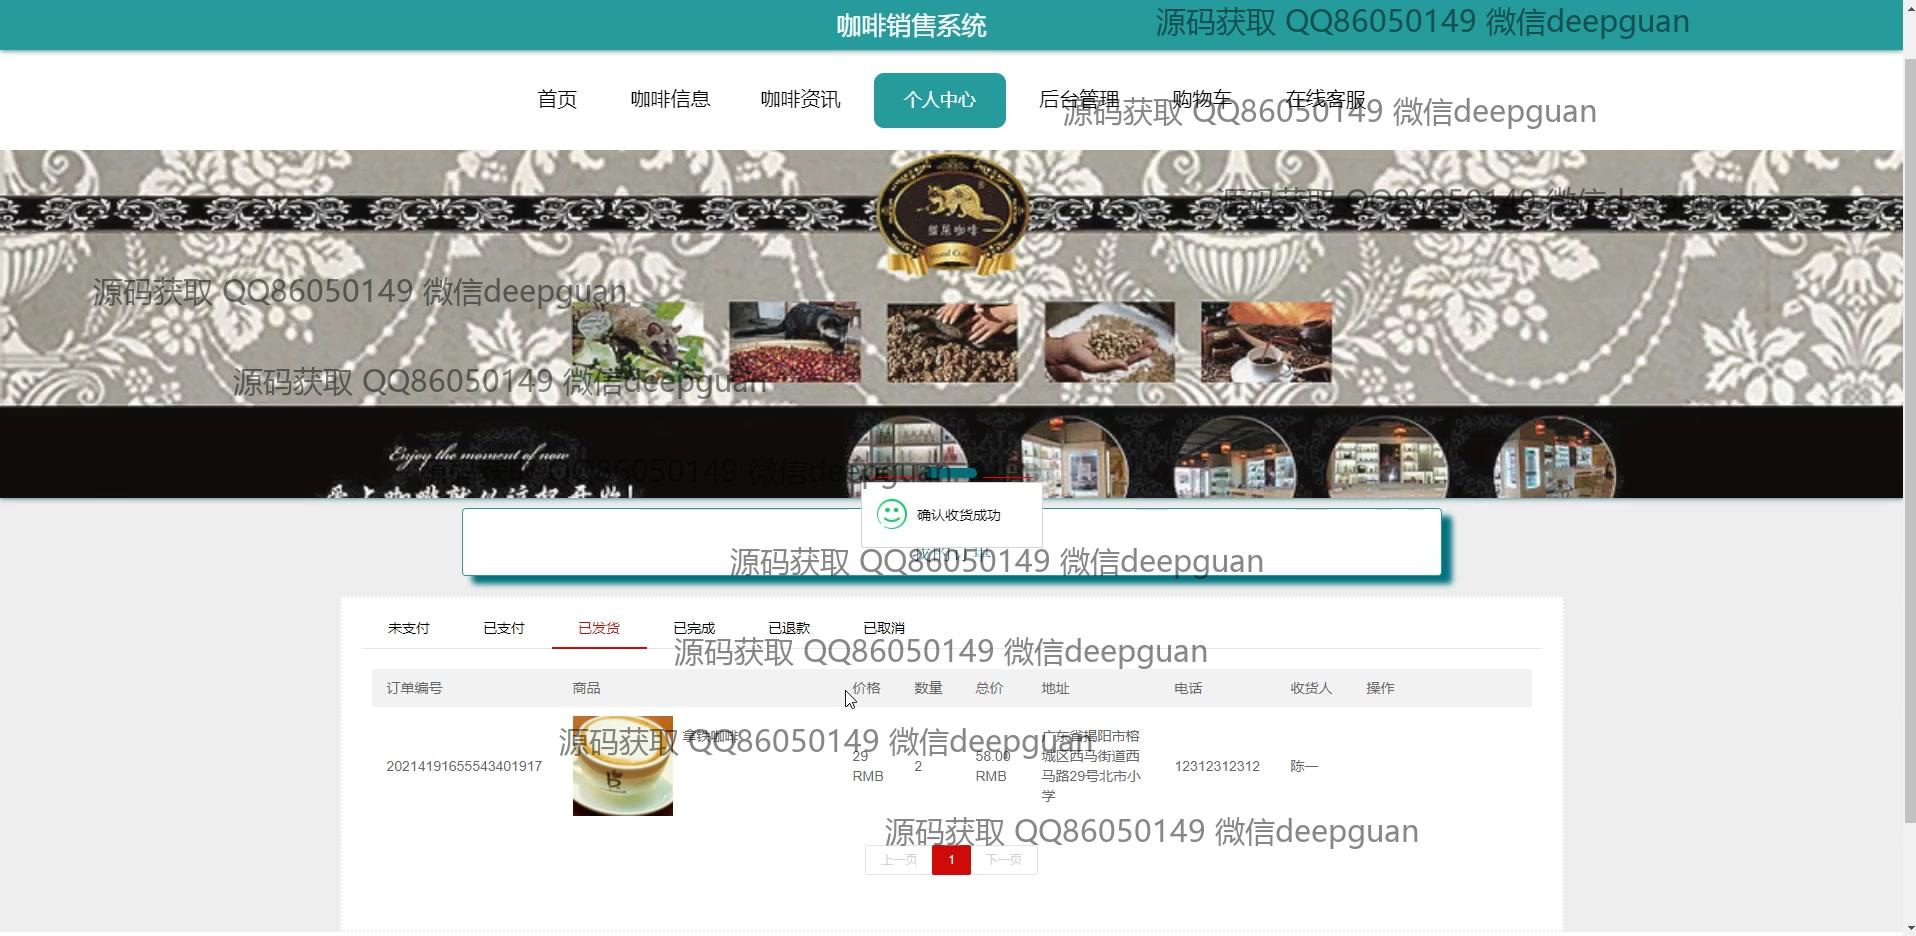 咖啡销售系统
源码获取 QQ86050149 微信deepguan
首页
咖啡信息
咖啡资讯
个人中心
后台管理
购物车
在线客服
源码获取 QQ86050149 微信deepguan
源码获取 QQ86050149 微信deepguan
源码获取 QQ86050149 微信deepguan
源码获取 QQ86050149 微信deepguan
Enjoy the moment of now
源码获取 QQ86050149 微信deepguan
确认收货成功
我的订单
源码获取 QQ86050149 微信deepguan
未支付
已支付
已发货
已完成
已退款
已取消
源码获取 QQ86050149 微信deepguan
订单编号
商品
价格
数量
总价
地址
电话
收货人
操作
20214191655543401917
拿铁咖啡
29
RMB
2
58.00
RMB
广东省揭阳市榕
城区西马街道西
马路29号北市小
学
12312312312
陈一
源码获取 QQ86050149 微信deepguan
源码获取 QQ86050149 微信deepguan
上一页
1
下一页